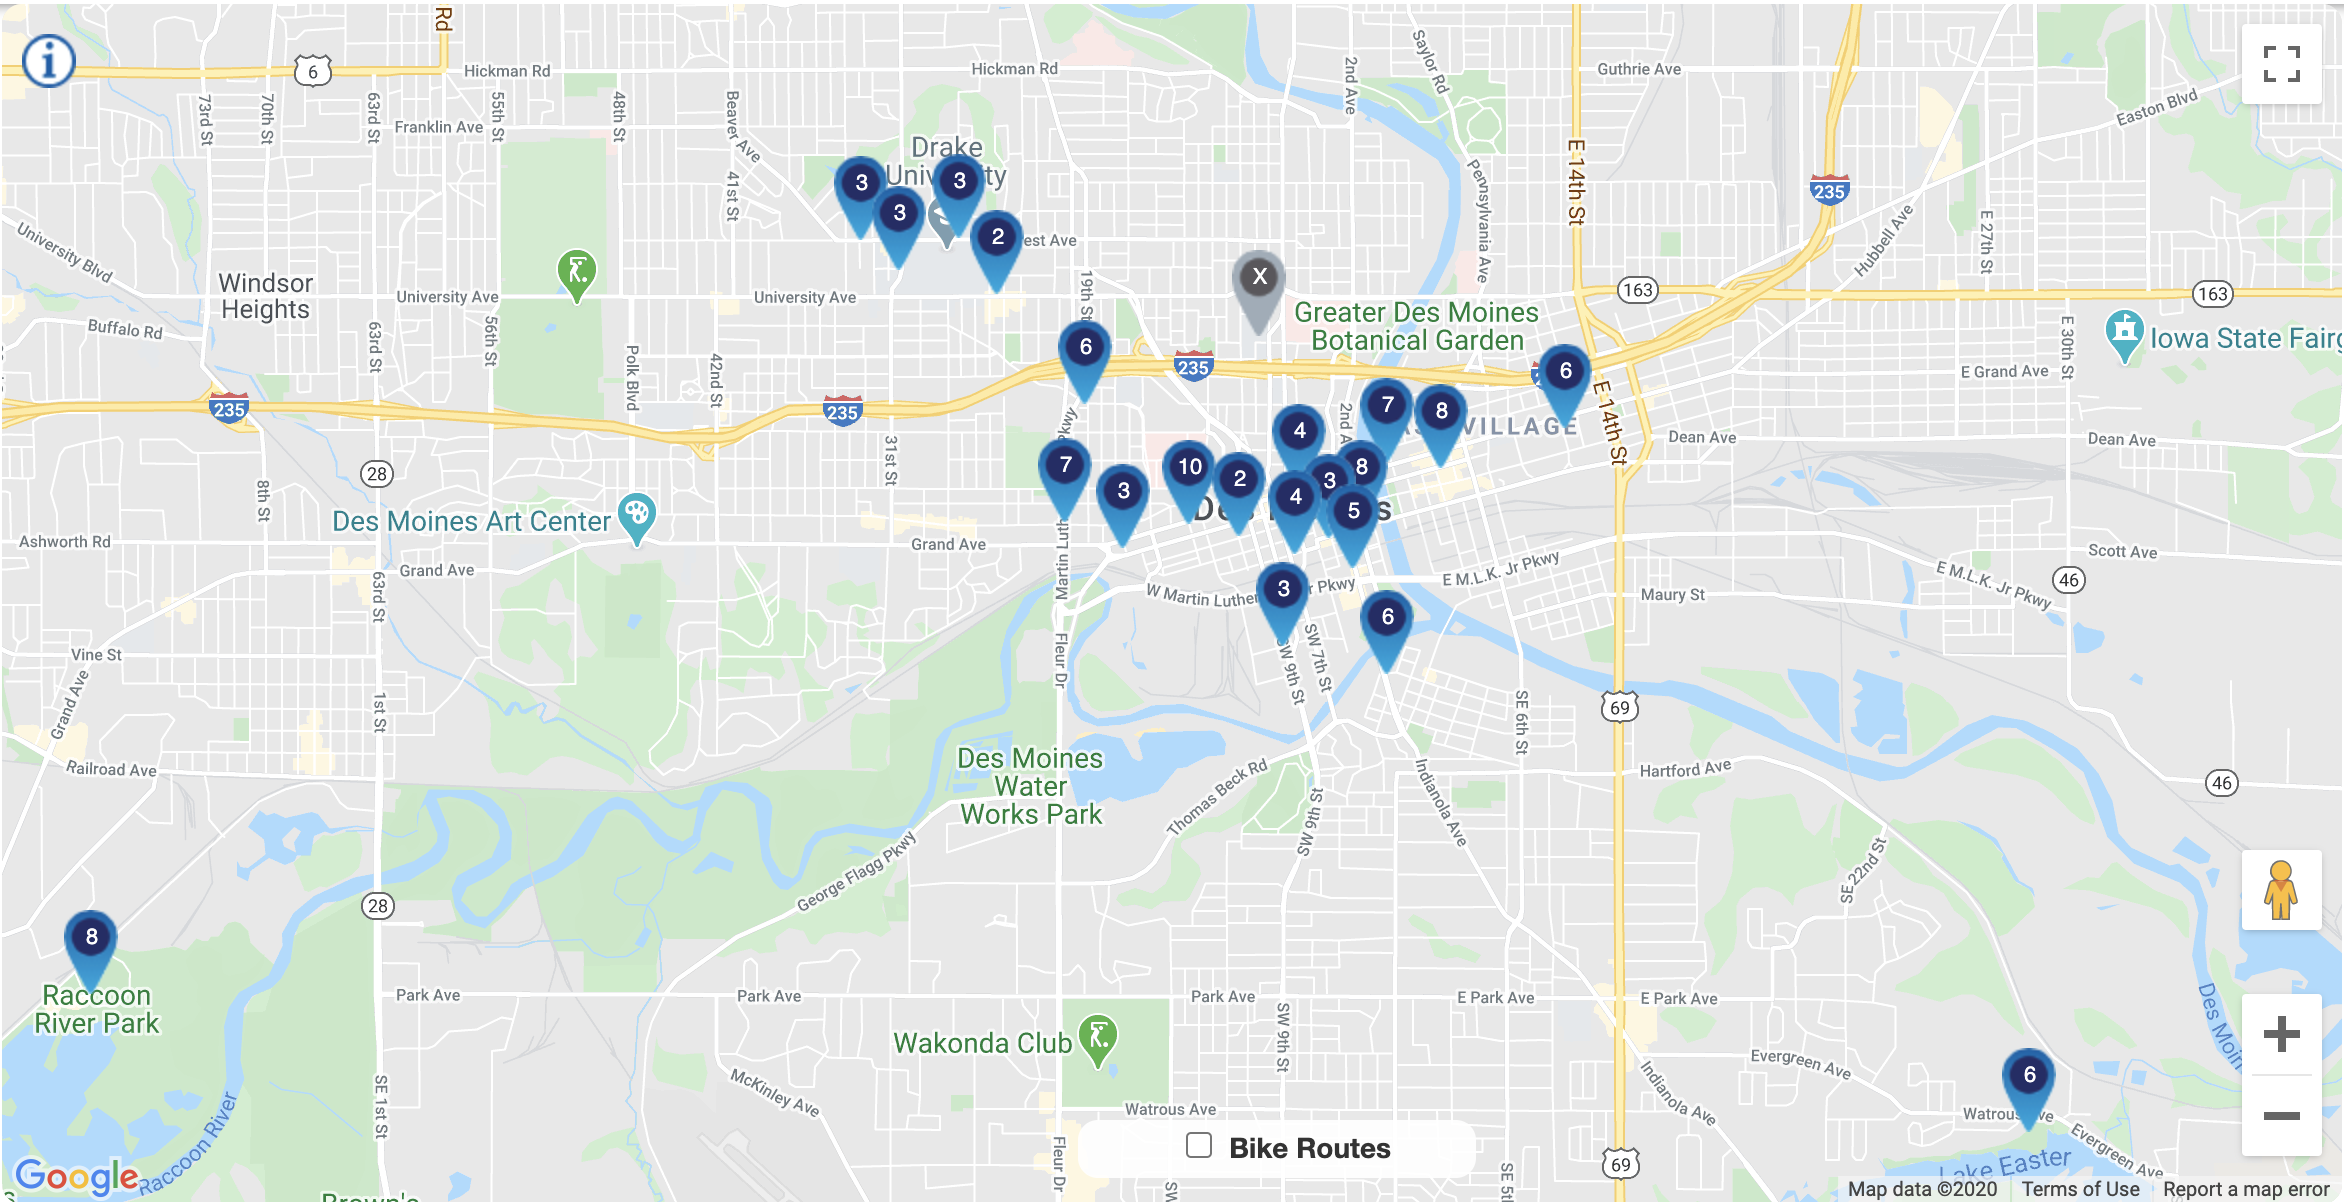 Rd
6
Hickman Rd
Hickman Rd
2nd Ave
Saylor Rd
Guthrie Ave
73rd St
70th St
63rd St
55th St
48th St
Beaver Ave
Franklin Ave
Easton Blvd
E 14th St
Drake
University
3
3
3
2
41st St
Pennsylvania Ave
235
Hubbell Ave
E 27th St
University Blvd
est Ave
Windsor
Heights
University Ave
University Ave
19th St
X
163
163
Greater Des Moines
Botanical Garden
Buffalo Rd
63rd St
56th St
Polk Blvd
42nd St
6
235
6
E 30th St
Iowa State Fairg
E Grand Ave
235
235
31st St
7
8
VILLAGE
4
2nd A
E 14th St
Dean Ave
Dean Ave
28
8th St
7
3
10
2
8
3
4
5
Des Moines Art Center
Ashworth Rd
Grand Ave
Grand Ave
63rd St
Martin Luth
pkwy
W Martin Luther
r Pkwy
E M.L.K. Jr Pkwy
Scott Ave
E M.L.K. Jr Pkwy
46
Maury St
3
6
Vine St
Grand Ave
1st St
Fleur Dr
SW 9th St
SW 7th St
SE 6th St
69
Railroad Ave
Des Moines
Water
Works Park
Thomas Beck Rd
SW 9th St
Indianola Ave
Hartford Ave
46
George Flagg Pkwy
SE 22nd St
28
8
Raccoon
River Park
Park Ave
Park Ave
Park Ave
E Park Ave
E Park Ave
Des Moin
Wakonda Club
SW 9th St
McKinley Ave
SE 1st St
Evergreen Ave
Indianola Ave
6
Watrous Ave
Watrous Ave
Evergreen Ave
Raccoon River
Fleur Dr
Bike Routes
SW
SE 5t
69
Lake Easter
Google
Brown's
Map data ©2020 Terms of Use Report a map error